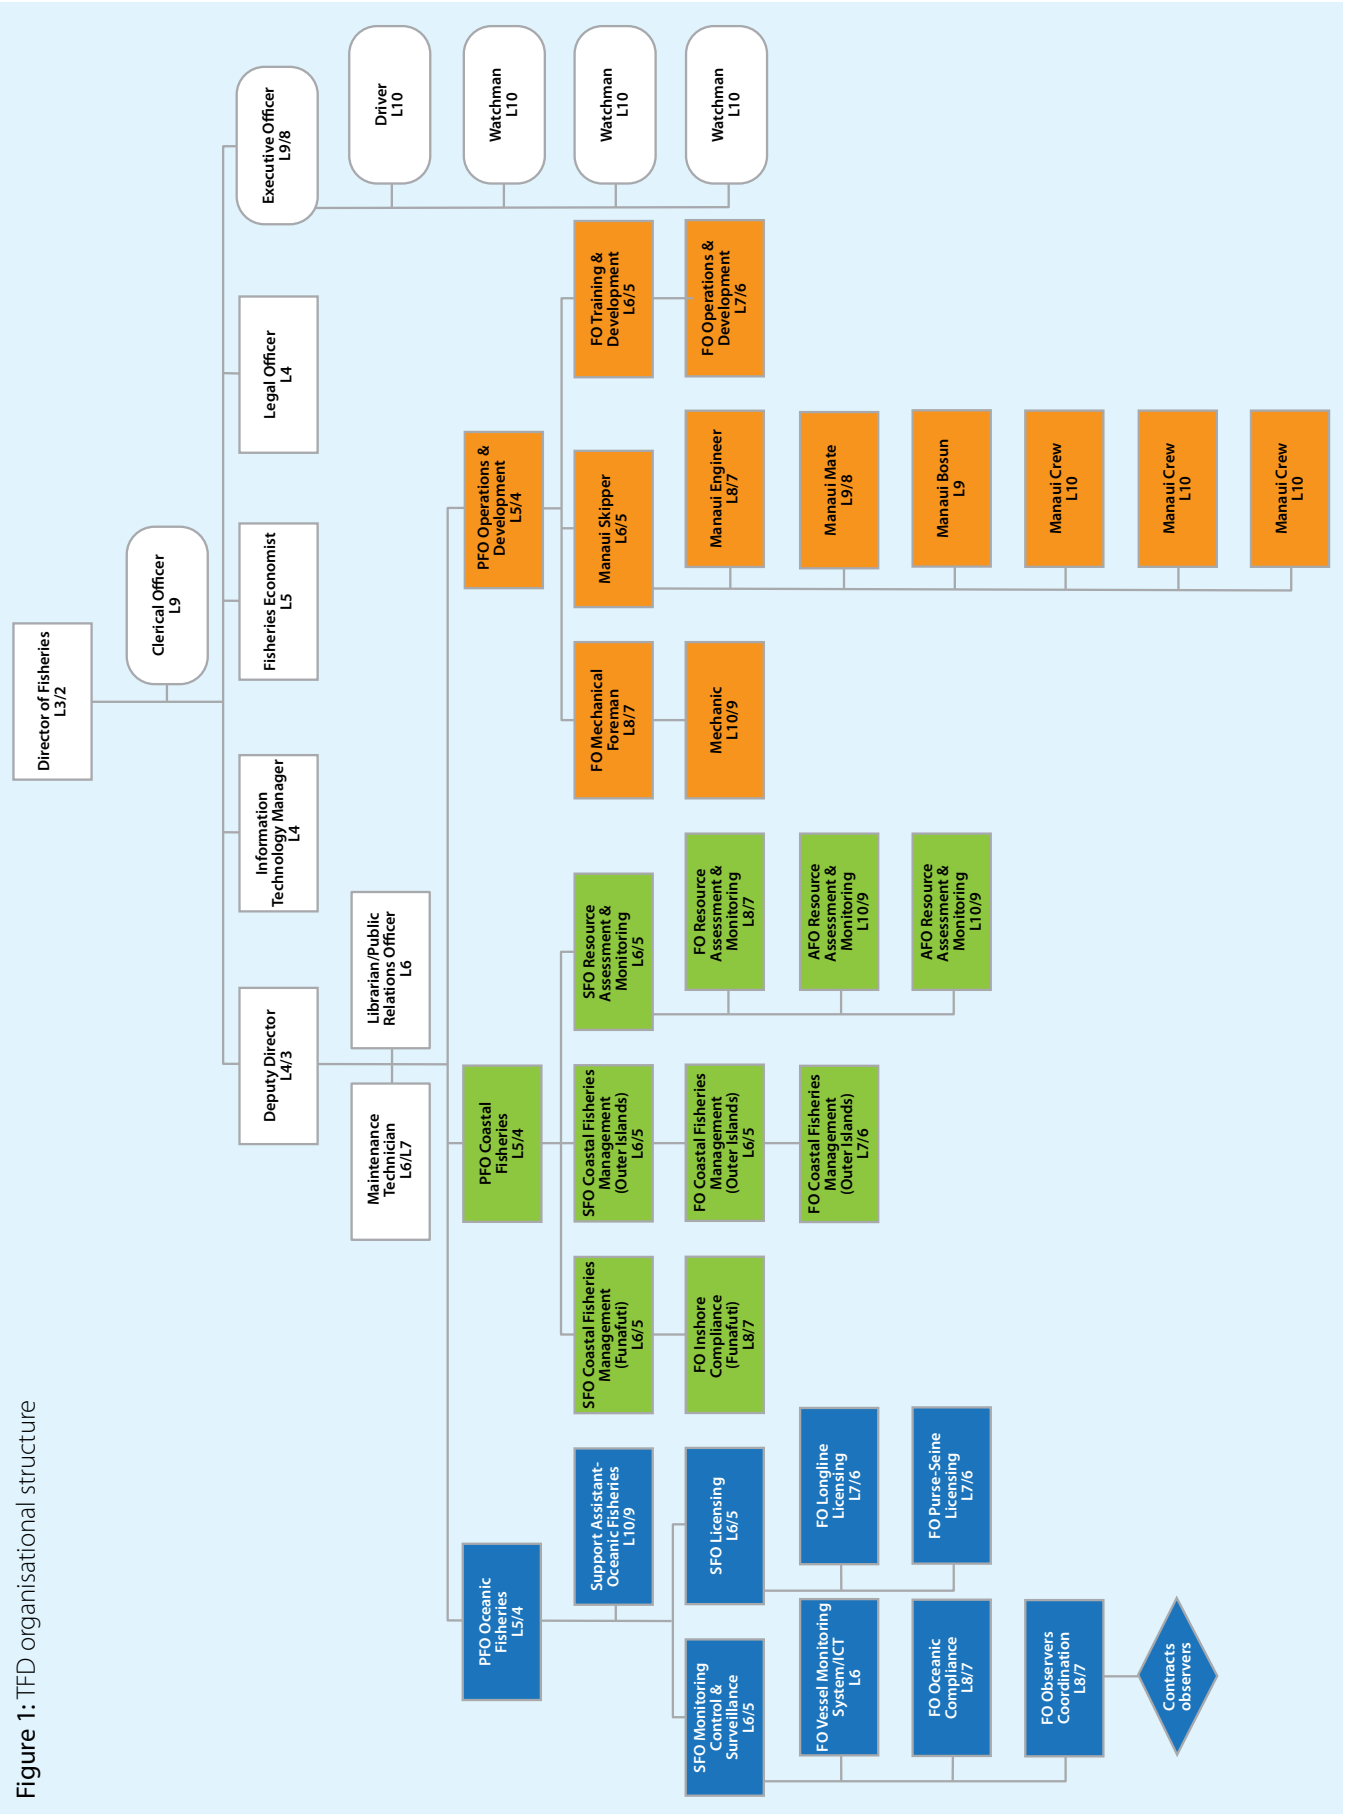 Figure 1: TFD organisational structure
Director of Fisheries
L3/2
Clerical Officer
L9
Deputy Director
L4/3
Information
Technology Manager
L4
Fisheries Economist
L5
Legal Officer
L4
Executive Officer
L9/8
Maintenance
Technician
L6/L7
Librarian/Public
Relations Officer
L6
Driver
L10
Watchman
L10
Watchman
L10
Watchman
L10
PFO Oceanic
Fisheries
L5/4
Support Assistant-
Oceanic Fisheries
L10/9
SFO Monitoring
Control &
Surveillance
L6/5
SFO Licensing
L6/5
FO Vessel Monitoring
System/ICT
L6
FO Oceanic
Compliance
L8/7
FO Observers
Coordination
L8/7
Contracts
observers
FO Longline
Licensing
L7/6
FO Purse-Seine
Licensing
L7/6
PFO Coastal
Fisheries
L5/4
SFO Coastal Fisheries
Management
(Funafuti)
L6/5
FO Inshore
Compliance
(Funafuti)
L8/7
SFO Coastal Fisheries
Management
(Outer Islands)
L6/5
FO Coastal Fisheries
Management
(Outer Islands)
L6/5
FO Coastal Fisheries
Management
(Outer Islands)
L7/6
SFO Resource
Assessment &
Monitoring
L6/5
FO Resource
Assessment &
Monitoring
L8/7
AFO Resource
Assessment &
Monitoring
L10/9
AFO Resource
Assessment &
Monitoring
L10/9
PFO Operations &
Development
L5/4
FO Mechanical
Foreman
L8/7
Mechanic
L10/9
Manaui Skipper
L6/5
Manaui Engineer
L8/7
Manaui Mate
L9/8
Manaui Bosun
L9
Manaui Crew
L10
Manaui Crew
L10
Manaui Crew
L10
FO Training &
Development
L6/5
FO Operations &
Development
L7/6